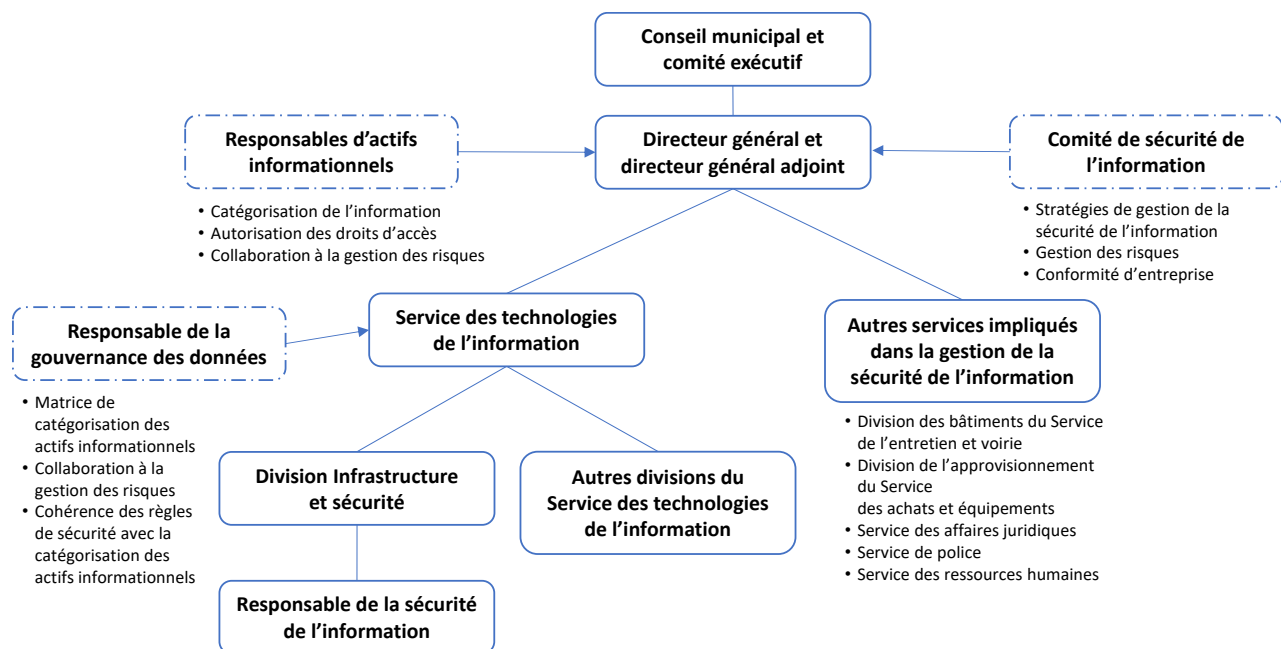 Conseil municipal et
comité exécutif
Responsables d'actifs
informationnels
Directeur général et
directeur général adjoint
Comité de sécurité de
l'information
• Catégorisation de l'information
• Autorisation des droits d'accès
• Collaboration à la gestion des risques
• Stratégies de gestion de la
sécurité de l'information
• Gestion des risques
• Conformité d'entreprise
Responsable de la
gouvernance des données
Service des technologies
de l'information
Autres services impliqués
dans la gestion de la
sécurité de l'information
• Matrice de
catégorisation des
actifs informationnels
• Collaboration à la
gestion des risques
• Cohérence des règles
de sécurité avec la
catégorisation des
actifs informationnels
Division Infrastructure
et sécurité
Autres divisions du
Service des technologies
de l'information
• Division des bâtiments du Service
de l'entretien et voirie
• Division de l'approvisionnement
du Service
des achats et équipements
• Service des affaires juridiques
• Service de police
• Service des ressources humaines
Responsable de la sécurité
de l'information